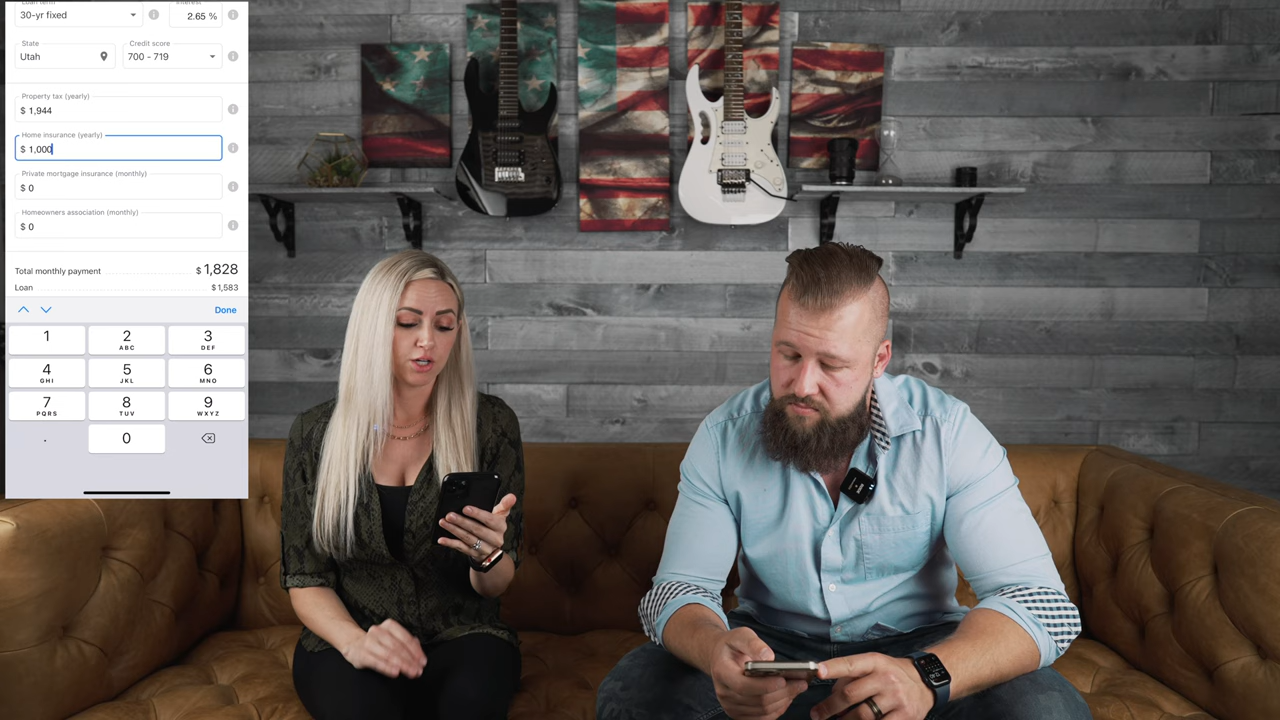 Loan term
Interest
30-yr fixed
2.65 %
State
Credit score
Utah
700 - 719
Property tax (yearly)
$ 1,944
Home insurance (yearly)
$ 1,000
Private mortgage insurance (monthly)
$ 0
Homeowners association (monthly)
$ 0
Total monthly payment $ 1,828
Loan $1,583
Done
1 2 3
ABC DEF
4 5 6
GHI JKL MNO
7 8 9
PQRS TUV WXYZ
. 0